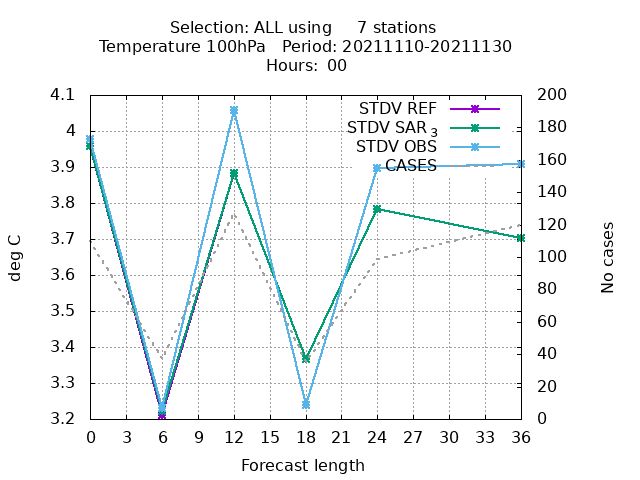 Selection: ALL using     7 stations
Temperature 100hPa   Period: 20211110-20211130
Hours: 00
STDV REF
STDV SAR 3
STDV OBS
CASES
4.1
4
3.9
3.8
3.7
3.6
3.5
3.4
3.3
3.2
200
180
160
140
120
100
80
60
40
20
0
deg C
No cases
0 3 6 9 12 15 18 21 24 27 30 33 36
Forecast length